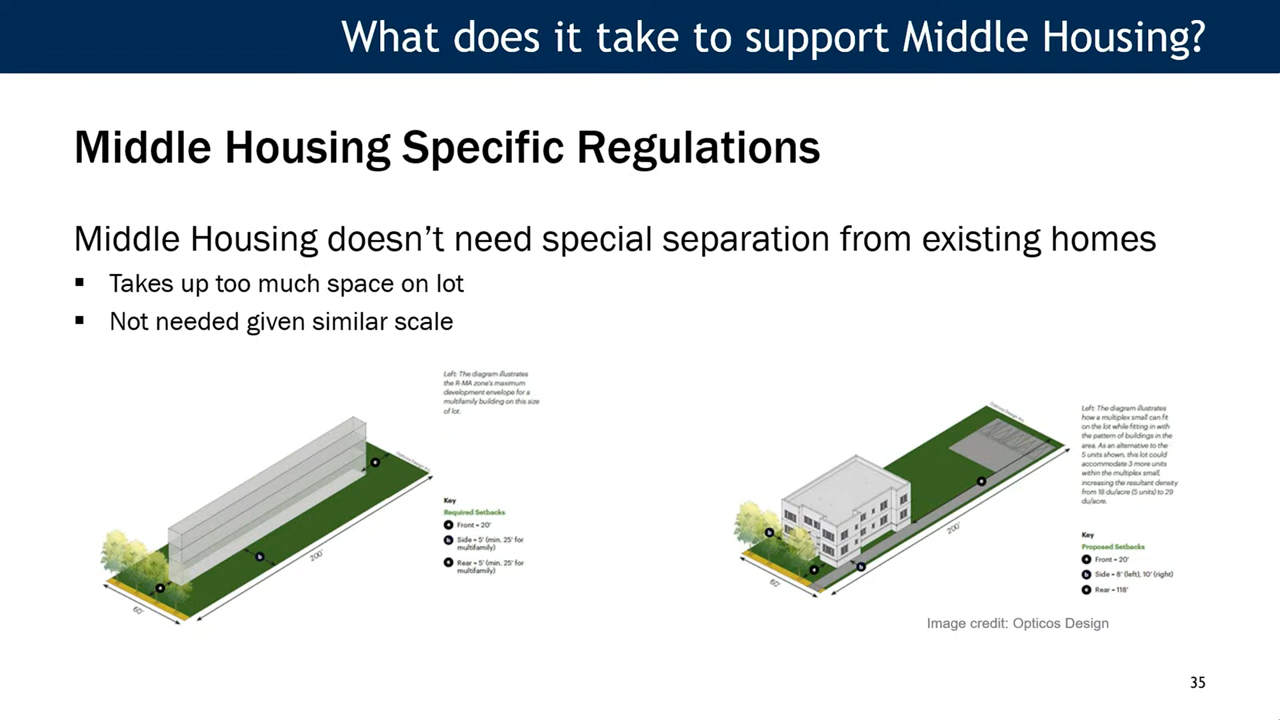 What does it take to support Middle Housing?
Middle Housing Specific Regulations
Middle Housing doesn’t need special separation from existing homes
▪ Takes up too much space on lot
▪ Not needed given similar scale
Left: The diagram illustrates
the R-MA zone's maximum
development envelope for a
multifamily building on this size
of lot.
Key
Required Setbacks
a Front = 20'
b Side = 5' (min. 25' for
multifamily)
c Rear = 5' (min. 25' for
multifamily)
60'
200'
Opticos Design
Left: The diagram illustrates
how a multiplex small can fit
on the lot while fitting in with
the pattern of buildings in the
area. As an alternative to the
5 units shown, this lot could
accommodate 3 more units
within the multiplex small,
increasing the resultant density
from 18 du/acre (5 units) to 29
du/acre.
Key
Proposed Setbacks
Front = 20'
b Side = 8' (left), 10' (right)
Rear = 118'
60'
200'
Opticos Design
Image credit: Opticos Design
35